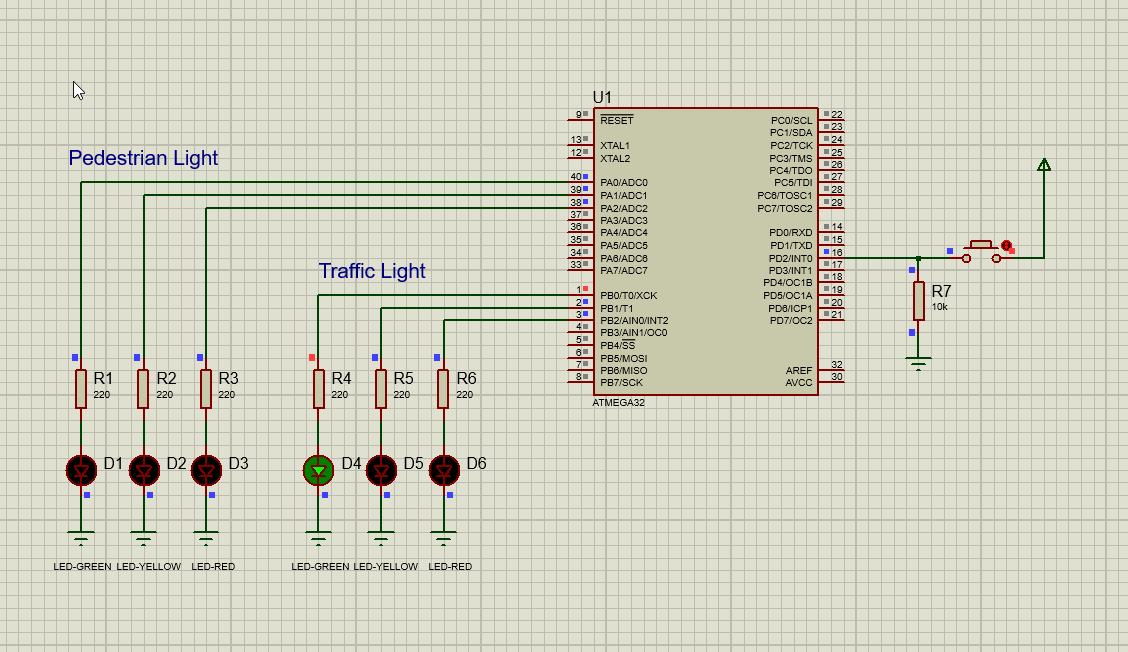 U1
9 RESET
13 XTAL1
12 XTAL2
40 PA0/ADC0
39 PA1/ADC1
38 PA2/ADC2
37 PA3/ADC3
36 PA4/ADC4
35 PA5/ADC5
34 PA6/ADC6
33 PA7/ADC7
1 PB0/T0/XCK
2 PB1/T1
3 PB2/AIN0/INT2
4 PB3/AIN1/OC0
5 PB4/SS
6 PB5/MOSI
7 PB6/MISO
8 PB7/SCK
PC0/SCL 22
PC1/SDA 23
PC2/TCK 24
PC3/TMS 25
PC4/TDO 26
PC5/TDI 27
PC6/TOSC1 28
PC7/TOSC2 29
PD0/RXD 14
PD1/TXD 15
PD2/INT0 16
PD3/INT1 17
PD4/OC1B 18
PD5/OC1A 19
PD6/ICP1 20
PD7/OC2 21
AREF 32
AVCC 30
ATMEGA32
Pedestrian Light
Traffic Light
R7
10k
R1 R2 R3 R4 R5 R6
220 220 220 220 220 220
D1 D2 D3 D4 D5 D6
LED-GREEN LED-YELLOW LED-RED LED-GREEN LED-YELLOW LED-RED